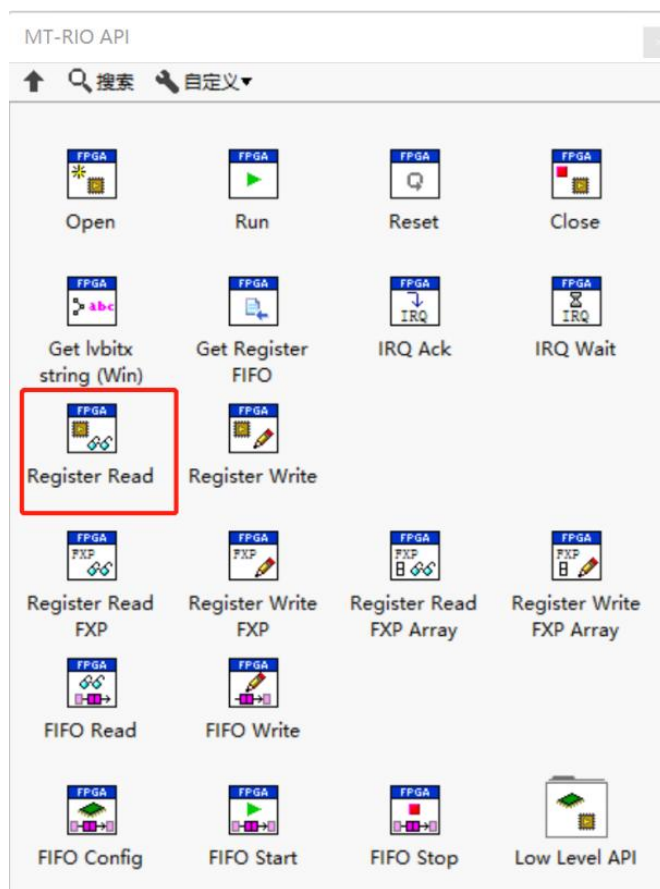 MT-RIO API
搜索 自定义▼
FPGA FPGA FPGA FPGA
Open Run Reset Close
FPGA FPGA FPGA FPGA
abc IRQ IRQ
Get lvbitx Get Register IRQ Ack IRQ Wait
string (Win) FIFO
FPGA FPGA
Register Read Register Write
FPGA FPGA FPGA FPGA
FXP FXP FXP FXP
Register Read Register Write Register Read Register Write
FXP FXP FXP Array FXP Array
FPGA FPGA
FIFO Read FIFO Write
FPGA FPGA FPGA
FIFO Config FIFO Start FIFO Stop Low Level API